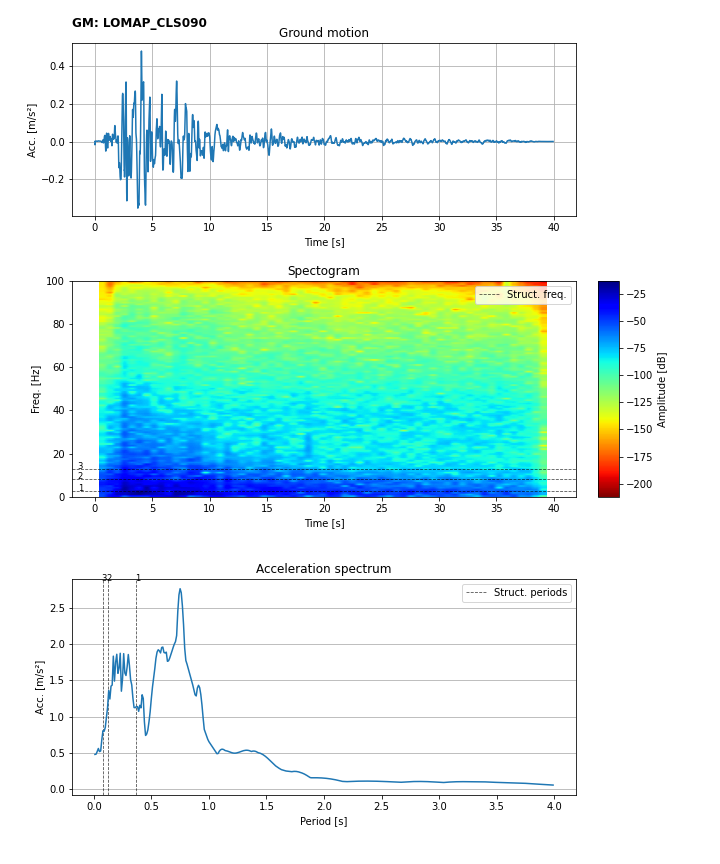 GM: LOMAP_CLS090
Ground motion
0.4
0.2
0.0
−0.2
Acc. [m/s²]
0 5 10 15 20 25 30 35 40
Time [s]
Spectogram
100
80
60
40
20
0
Freq. [Hz]
Struct. freq.
3
2
1
0 5 10 15 20 25 30 35 40
Time [s]
−25
−50
−75
−100
−125
−150
−175
−200
Amplitude [dB]
Acceleration spectrum
32 1
Struct. periods
2.5
2.0
1.5
1.0
0.5
0.0
Acc. [m/s²]
0.0 0.5 1.0 1.5 2.0 2.5 3.0 3.5 4.0
Period [s]